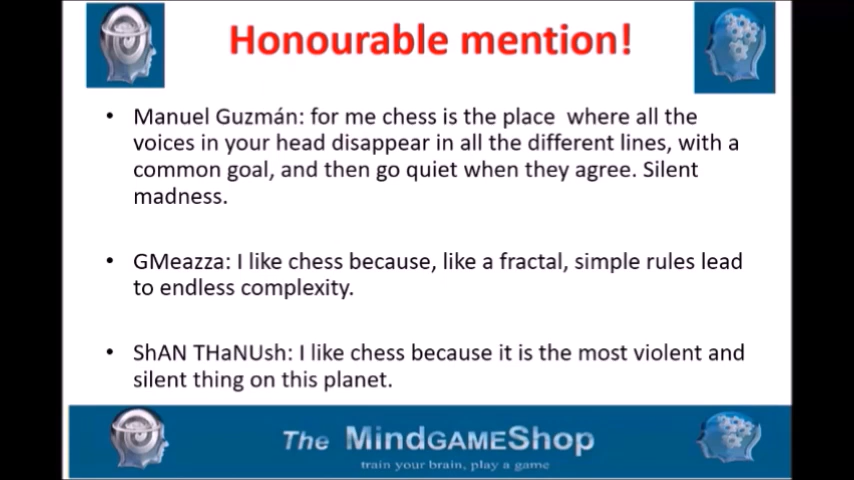 Honourable mention!
• Manuel Guzmán: for me chess is the place where all the
voices in your head disappear in all the different lines, with a
common goal, and then go quiet when they agree. Silent
madness.
• GMeazza: I like chess because, like a fractal, simple rules lead
to endless complexity.
• ShAN THaNUsh: I like chess because it is the most violent and
silent thing on this planet.
The MindGAMEShop
train your brain, play a game